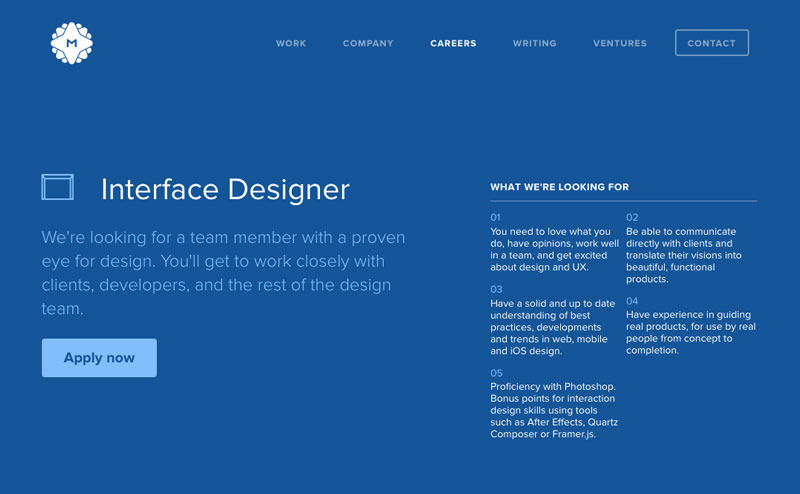 M
WORK
COMPANY
CAREERS
WRITING
VENTURES
CONTACT
Interface Designer
We're looking for a team member with a proven
eye for design. You'll get to work closely with
clients, developers, and the rest of the design
team.
Apply now
WHAT WE'RE LOOKING FOR
01
You need to love what you
do, have opinions, work well
in a team, and get excited
about design and UX.
02
Be able to communicate
directly with clients and
translate their visions into
beautiful, functional
products.
03
Have a solid and up to date
understanding of best
practices, developments
and trends in web, mobile
and iOS design.
04
Have experience in guiding
real products, for use by real
people from concept to
completion.
05
Proficiency with Photoshop.
Bonus points for interaction
design skills using tools
such as After Effects, Quartz
Composer or Framer.js.